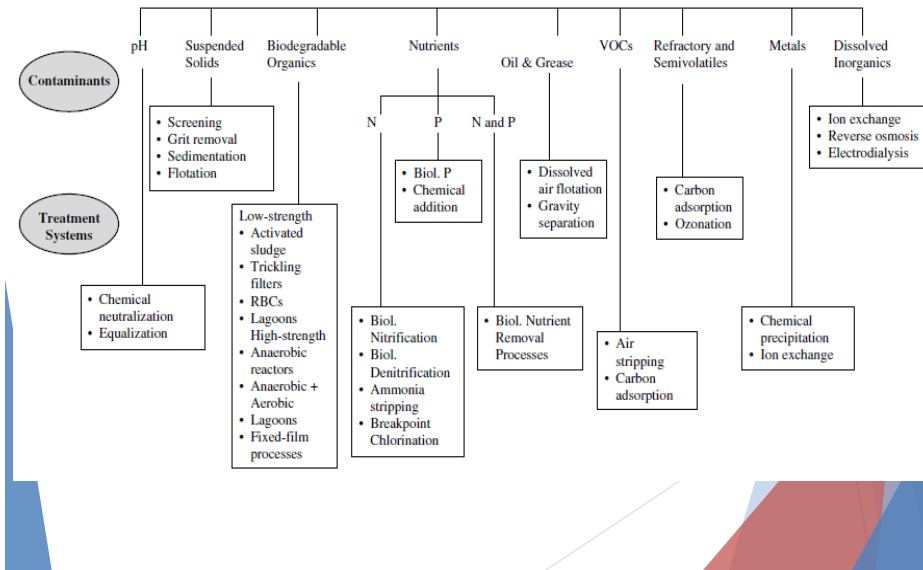 pH
Suspended
Solids
Biodegradable
Organics
Nutrients
Oil & Grease
VOCs
Refractory and
Semivolatiles
Metals
Dissolved
Inorganics
Contaminants
N
P
N and P
• Screening
• Grit removal
• Sedimentation
• Flotation
• Ion exchange
• Reverse osmosis
• Electrodialysis
• Biol. P
• Chemical
addition
• Dissolved
air flotation
• Gravity
separation
• Carbon
adsorption
• Ozonation
Treatment
Systems
Low-strength
• Activated
sludge
• Trickling
filters
• RBCs
• Lagoons
High-strength
• Anaerobic
reactors
• Anaerobic +
Aerobic
• Lagoons
• Fixed-film
processes
• Chemical
neutralization
• Equalization
• Biol.
Nitrification
• Biol.
Denitrification
• Ammonia
stripping
• Breakpoint
Chlorination
• Biol. Nutrient
Removal
Processes
• Air
stripping
• Carbon
adsorption
• Chemical
precipitation
• Ion exchange